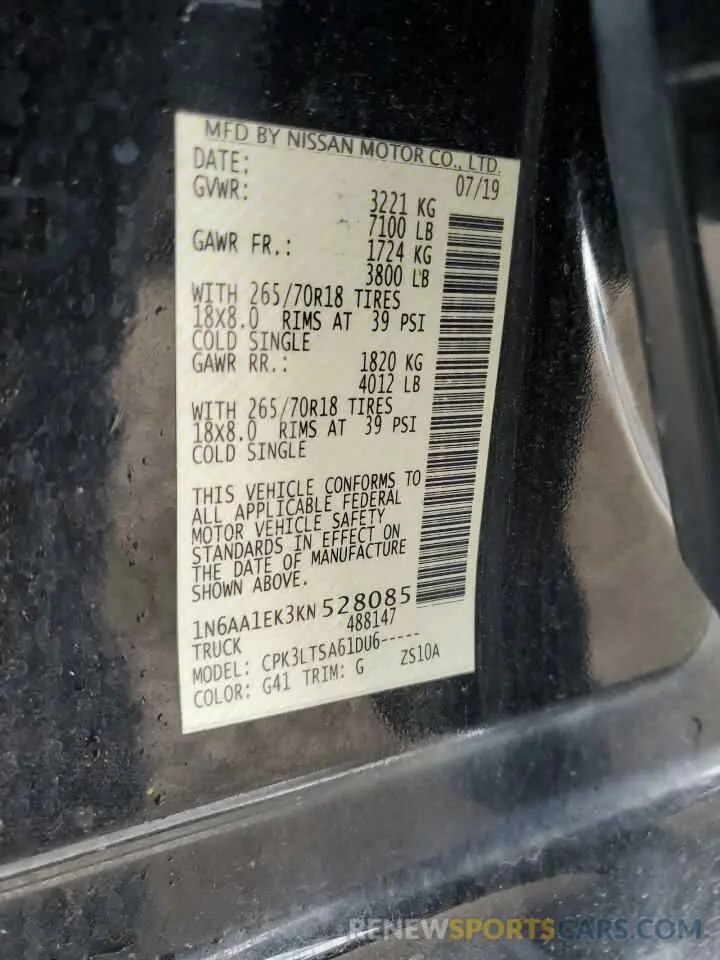 MFD BY NISSAN MOTOR CO., LTD.
DATE: 07/19
GVWR: 3221 KG
7100 LB
GAWR FR.: 1724 KG
3800 LB
WITH 265/70R18 TIRES
18X8.0 RIMS AT 39 PSI
COLD SINGLE
GAWR RR.: 1820 KG
4012 LB
WITH 265/70R18 TIRES
18X8.0 RIMS AT 39 PSI
COLD SINGLE
THIS VEHICLE CONFORMS TO
ALL APPLICABLE FEDERAL
MOTOR VEHICLE SAFETY
STANDARDS IN EFFECT ON
THE DATE OF MANUFACTURE
SHOWN ABOVE.
1N6AA1EK3KN528085
488147
TRUCK
MODEL: CPK3LTSA61DU6-----
COLOR: G41 TRIM: G ZS10A
RENEWSPORTSCARS.COM